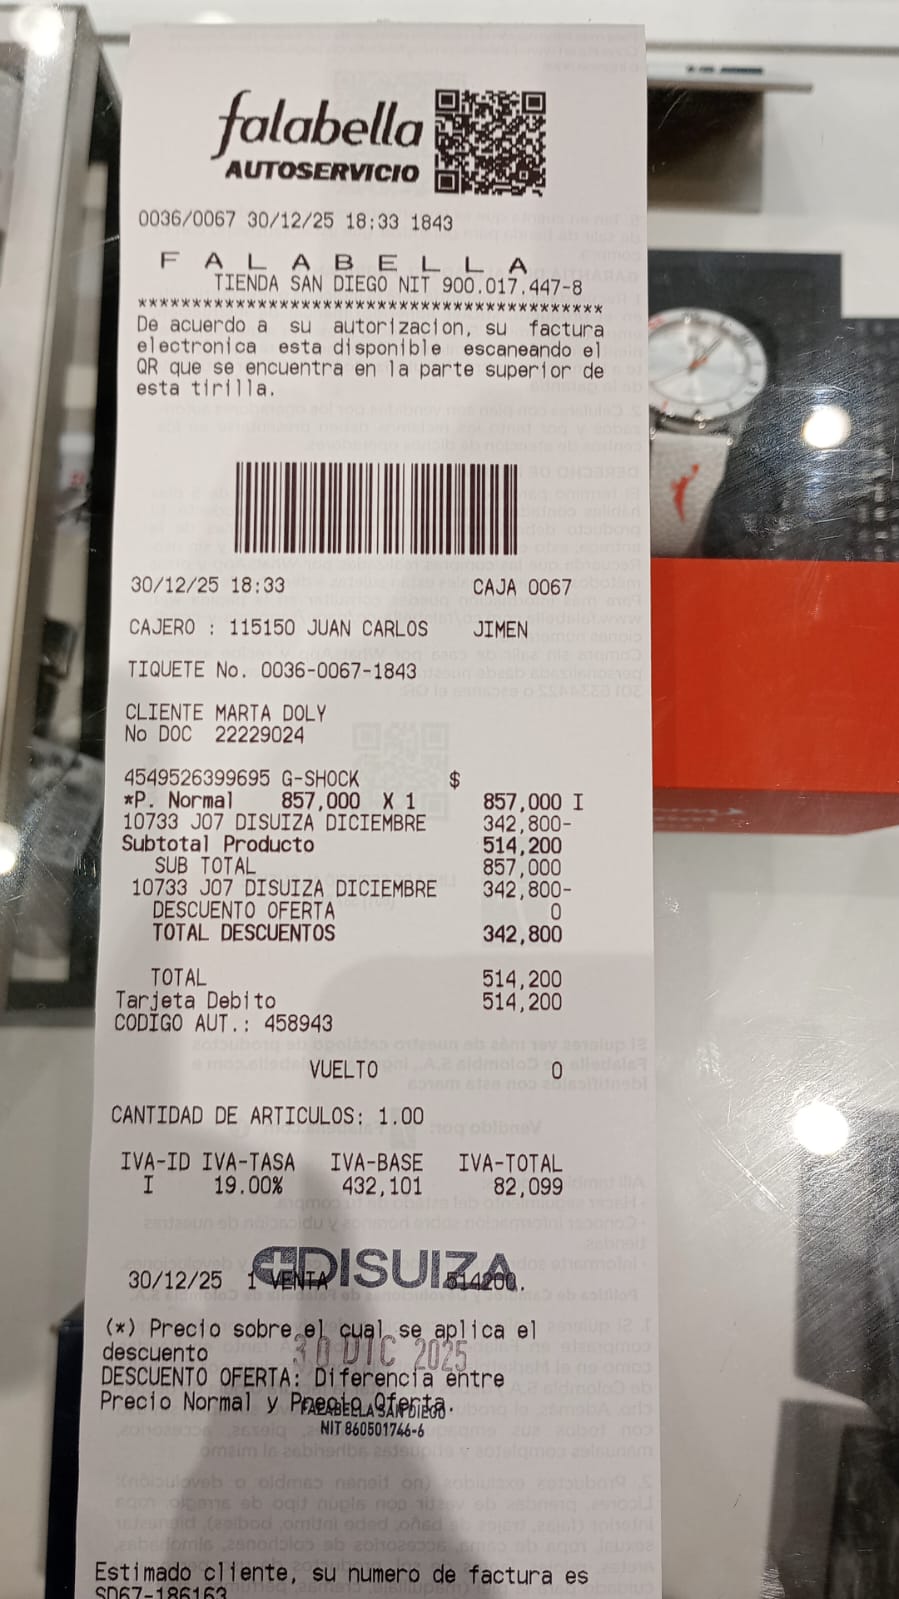 falabella
AUTOSERVICIO
0036/0067 30/12/25 18:33 1843
F A L A B E L L A
TIENDA SAN DIEGO NIT 900.017.447-8
********************************************
De acuerdo a su autorizacion, su factura
electronica esta disponible escaneando el
QR que se encuentra en la parte superior de
esta tirilla.
30/12/25 18:33 CAJA 0067
CAJERO : 115150 JUAN CARLOS JIMEN
TIQUETE No. 0036-0067-1843
CLIENTE MARTA DOLY
No DOC 22229024
4549526399695 G-SHOCK $
*P. Normal 857,000 X 1 857,000 I
10733 J07 DISUIZA DICIEMBRE 342,800-
Subtotal Producto 514,200
SUB TOTAL 857,000
10733 J07 DISUIZA DICIEMBRE 342,800-
DESCUENTO OFERTA 0
TOTAL DESCUENTOS 342,800
TOTAL 514,200
Tarjeta Debito 514,200
CODIGO AUT.: 458943
VUELTO 0
CANTIDAD DE ARTICULOS: 1.00
IVA-ID IVA-TASA IVA-BASE IVA-TOTAL
I 19.00% 432,101 82,099
DISUIZA
30/12/25 1 VENTA 514200.
(*) Precio sobre el cual se aplica el
descuento
30 DIC 2025
DESCUENTO OFERTA: Diferencia entre
Precio Normal y Precio Oferta.
FALABELLA SAN DIEGO
NIT 860501746-6
Estimado cliente, su numero de factura es
SD67-186163